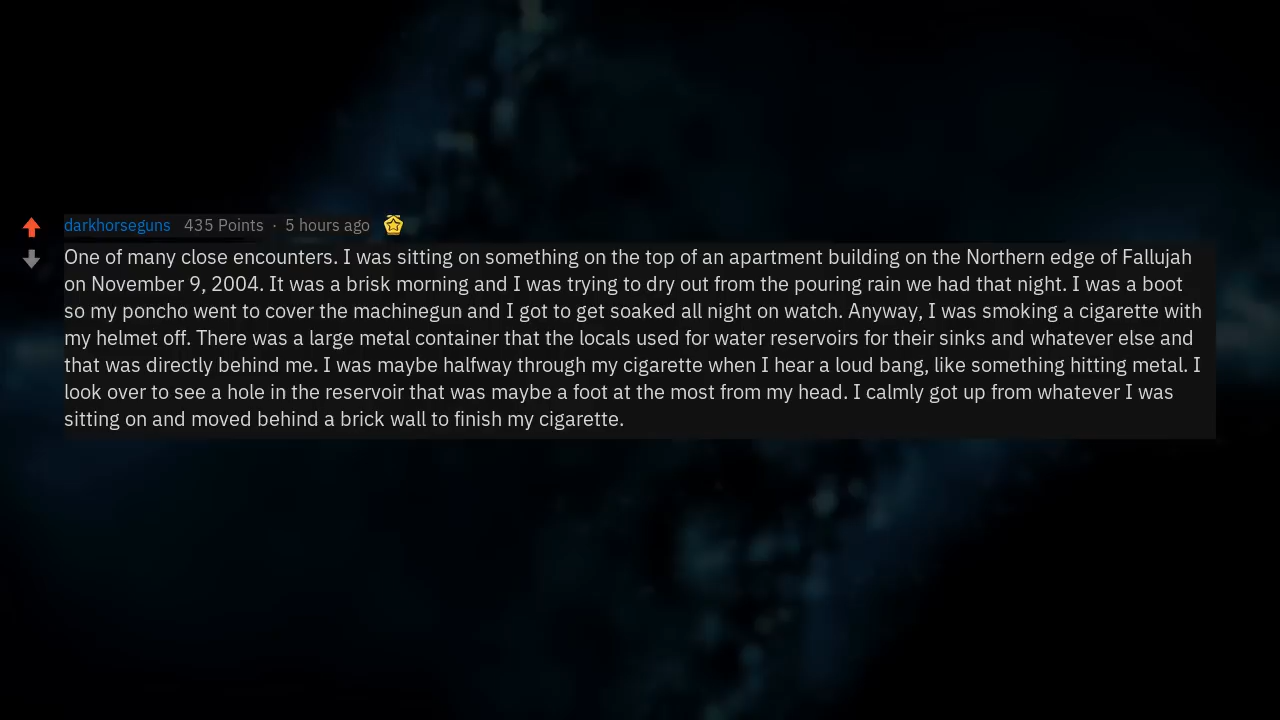 darkhorseguns 435 Points · 5 hours ago
One of many close encounters. I was sitting on something on the top of an apartment building on the Northern edge of Fallujah
on November 9, 2004. It was a brisk morning and I was trying to dry out from the pouring rain we had that night. I was a boot
so my poncho went to cover the machinegun and I got to get soaked all night on watch. Anyway, I was smoking a cigarette with
my helmet off. There was a large metal container that the locals used for water reservoirs for their sinks and whatever else and
that was directly behind me. I was maybe halfway through my cigarette when I hear a loud bang, like something hitting metal. I
look over to see a hole in the reservoir that was maybe a foot at the most from my head. I calmly got up from whatever I was
sitting on and moved behind a brick wall to finish my cigarette.